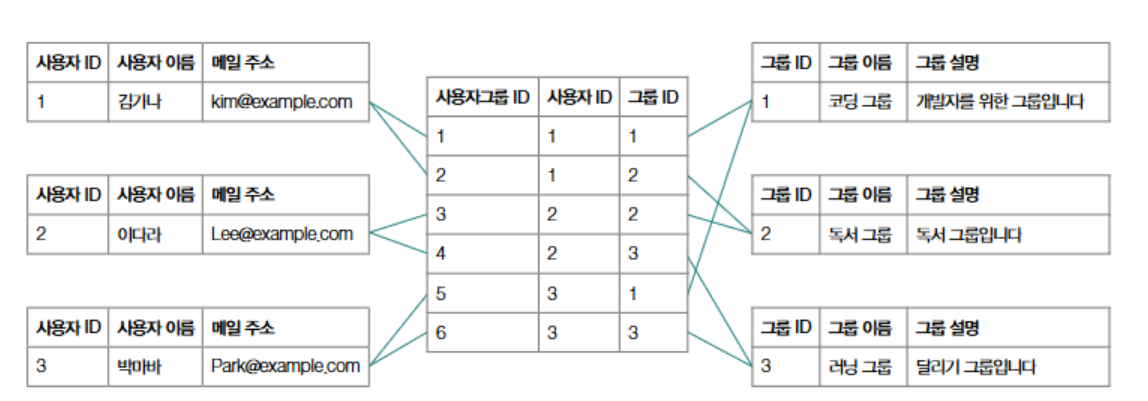 사용자 ID 사용자 이름 메일 주소
1 김가나 kim@example.com
사용자 ID 사용자 이름 메일 주소
2 이다라 Lee@example.com
사용자 ID 사용자 이름 메일 주소
3 박마바 Park@example.com
사용자그룹 ID 사용자 ID 그룹 ID
1 1 1
2 1 2
3 2 2
4 2 3
5 3 1
6 3 3
그룹 ID 그룹 이름 그룹 설명
1 코딩 그룹 개발자를 위한 그룹입니다
그룹 ID 그룹 이름 그룹 설명
2 독서 그룹 독서 그룹입니다
그룹 ID 그룹 이름 그룹 설명
3 러닝 그룹 달리기 그룹입니다